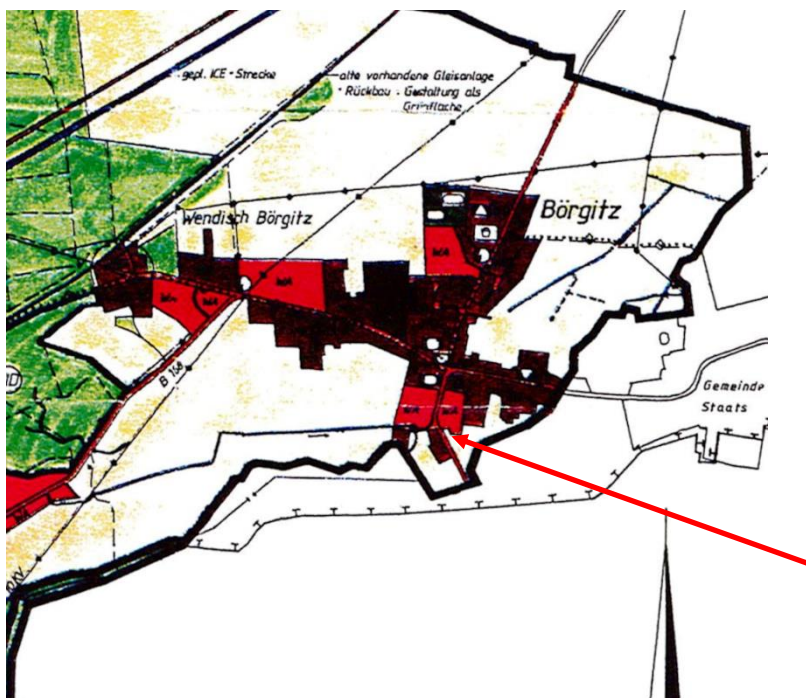 gepl. ICE - Strecke
alte vorhandene Gleisanlage
- Rückbau - Gestaltung als
Grünfläche
Wendisch Börgitz
Börgitz
B 188
Gemeinde
Staats